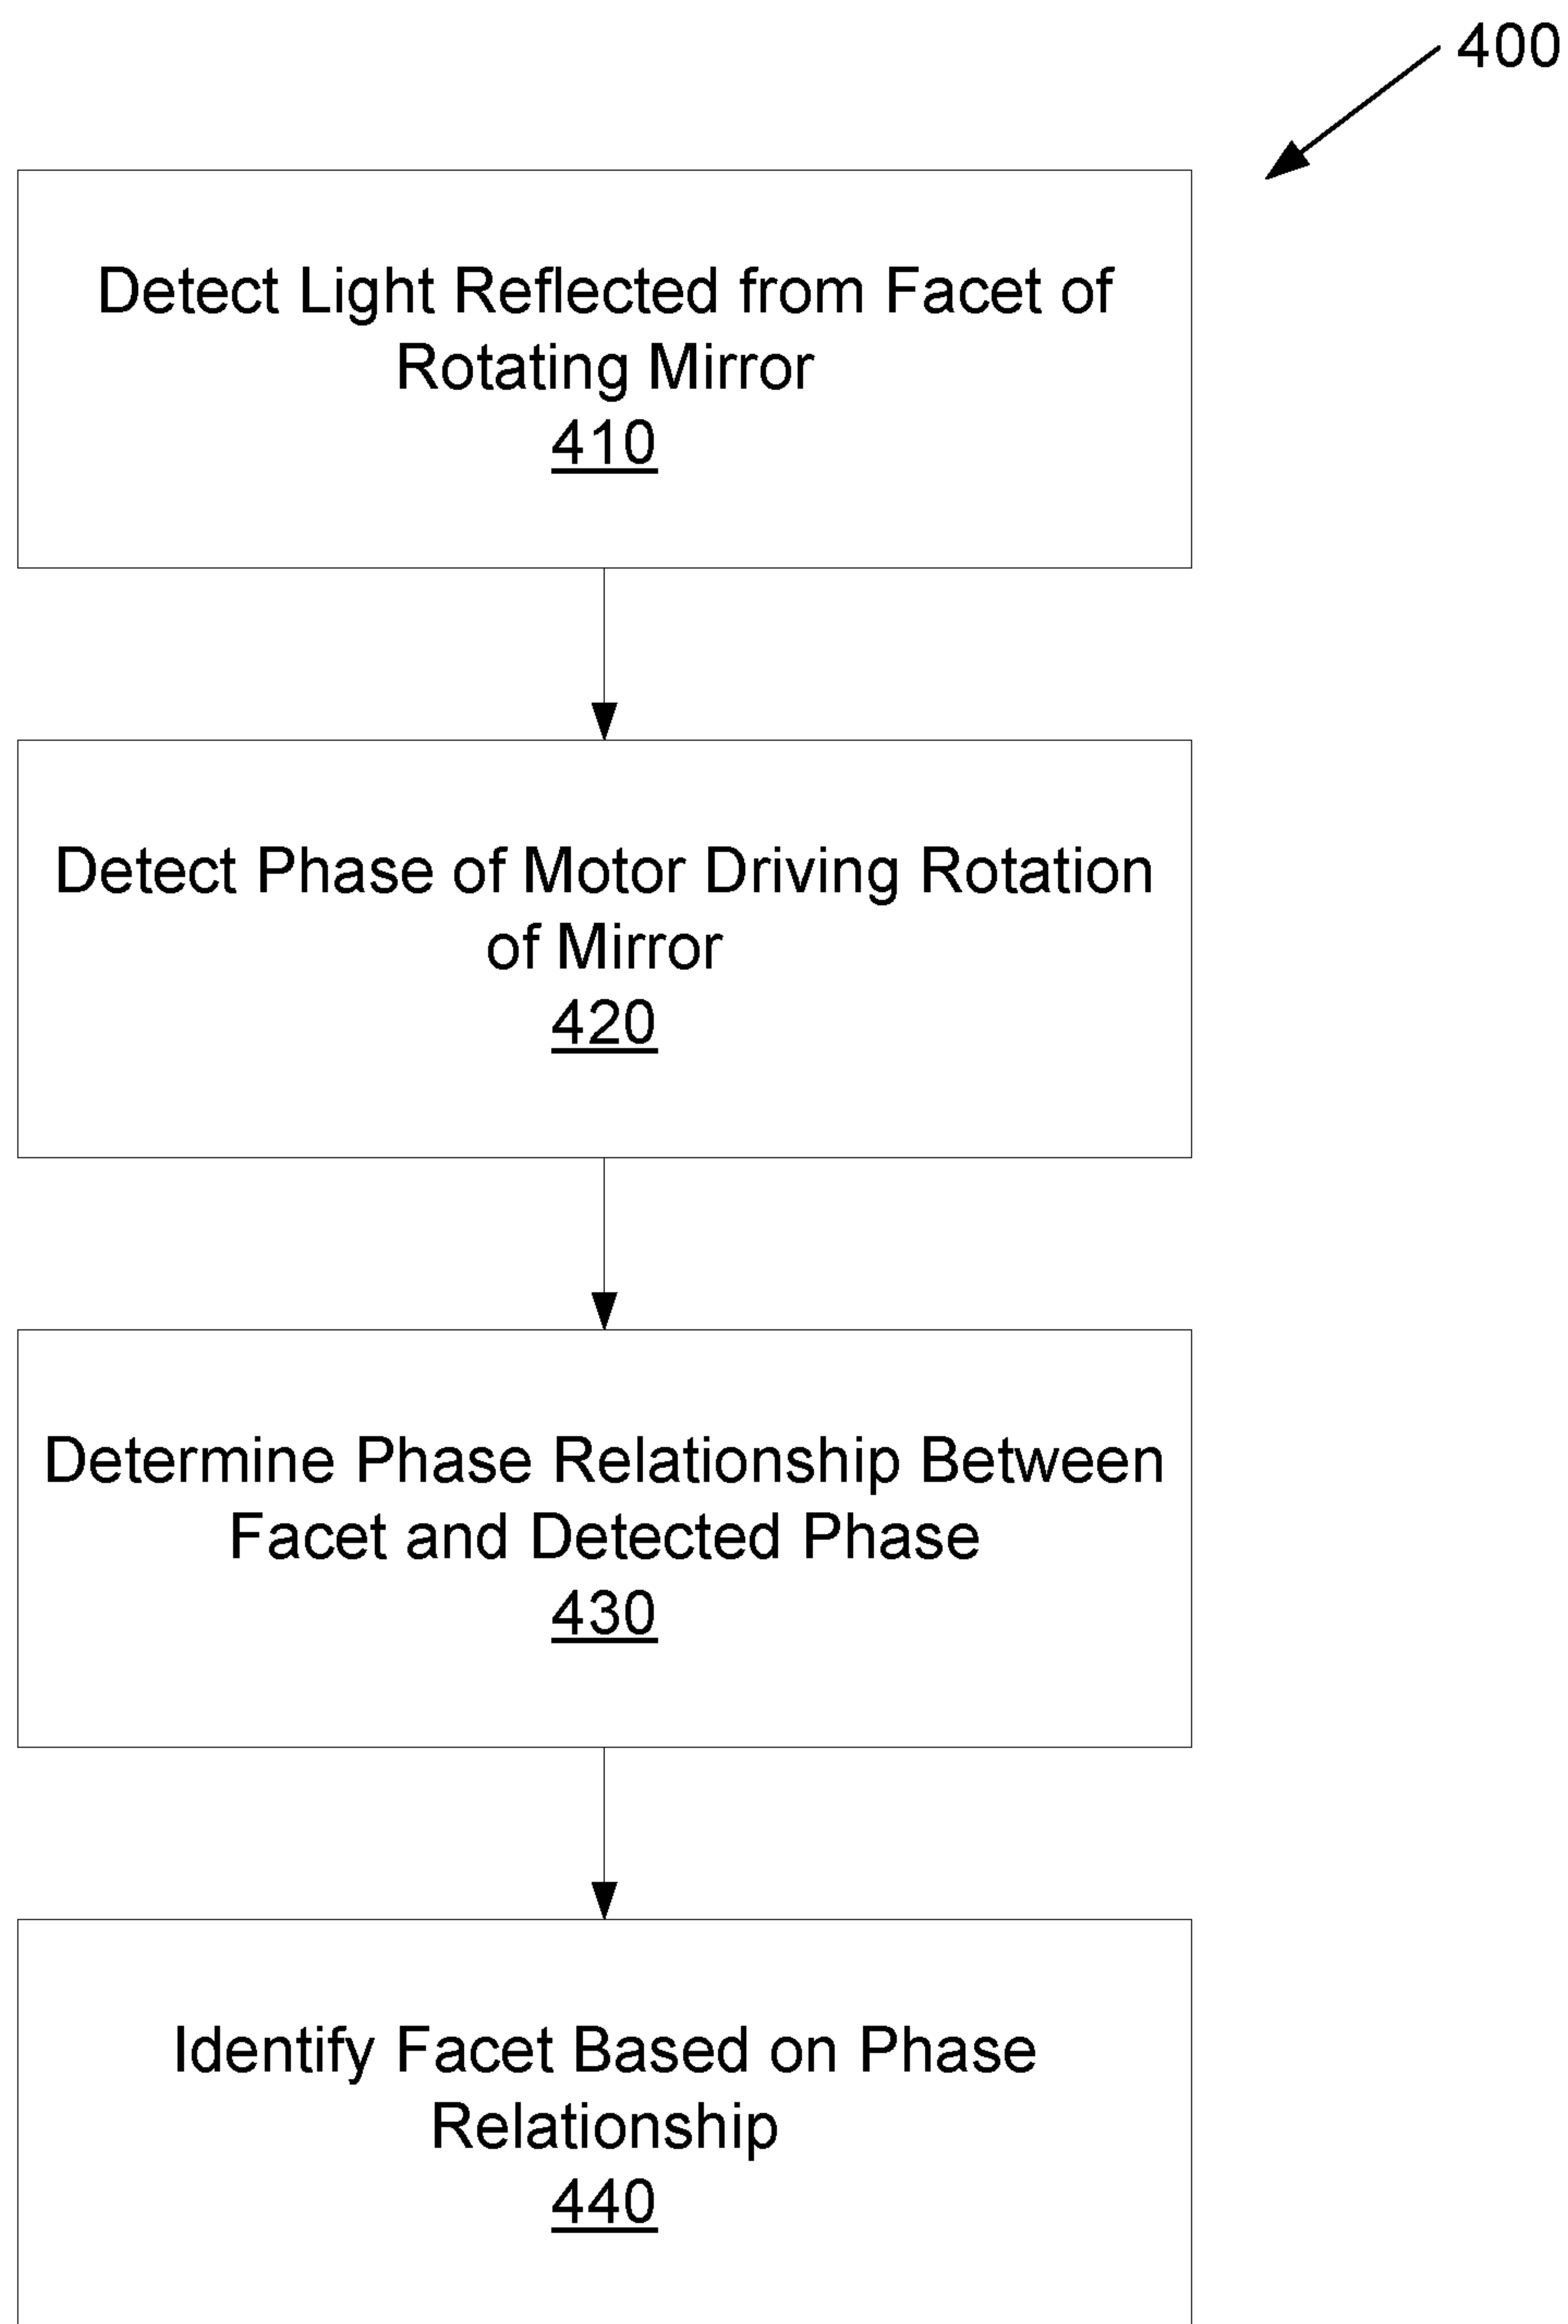 400
Detect Light Reflected from Facet of
Rotating Mirror
410
Detect Phase of Motor Driving Rotation
of Mirror
420
Determine Phase Relationship Between
Facet and Detected Phase
430
Identify Facet Based on Phase
Relationship
440